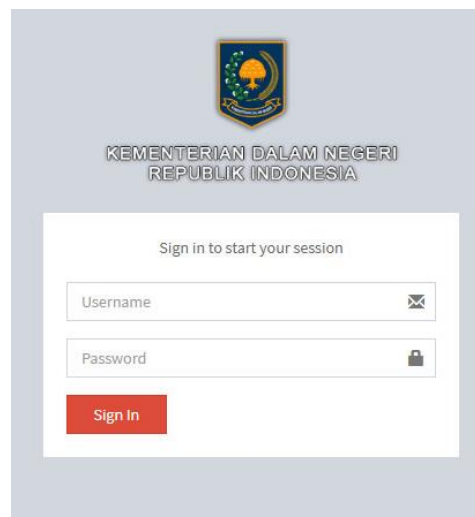 KEMENTERIAN DALAM NEGERI
REPUBLIK INDONESIA
Sign in to start your session
Username
Password
Sign In